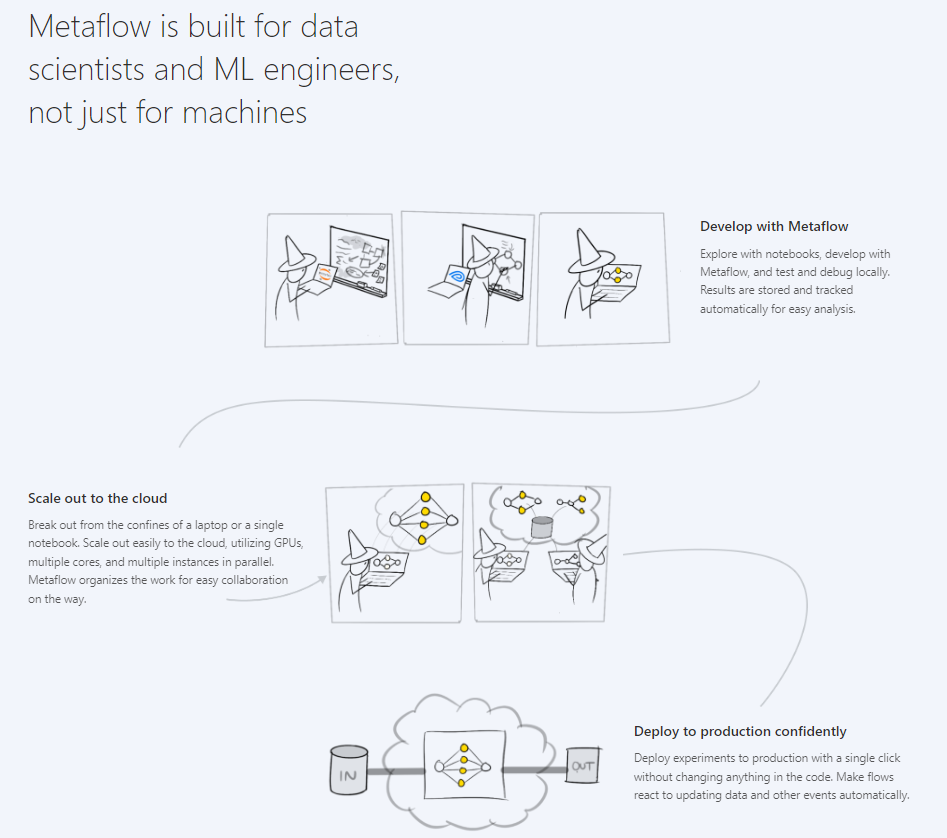 Metaflow is built for data
scientists and ML engineers,
not just for machines
Develop with Metaflow
Explore with notebooks, develop with
Metaflow, and test and debug locally.
Results are stored and tracked
automatically for easy analysis.
Scale out to the cloud
Break out from the confines of a laptop or a single
notebook. Scale out easily to the cloud, utilizing GPUs,
multiple cores, and multiple instances in parallel.
Metaflow organizes the work for easy collaboration
on the way.
Deploy to production confidently
Deploy experiments to production with a single click
without changing anything in the code. Make flows
react to updating data and other events automatically.
IN
OUT